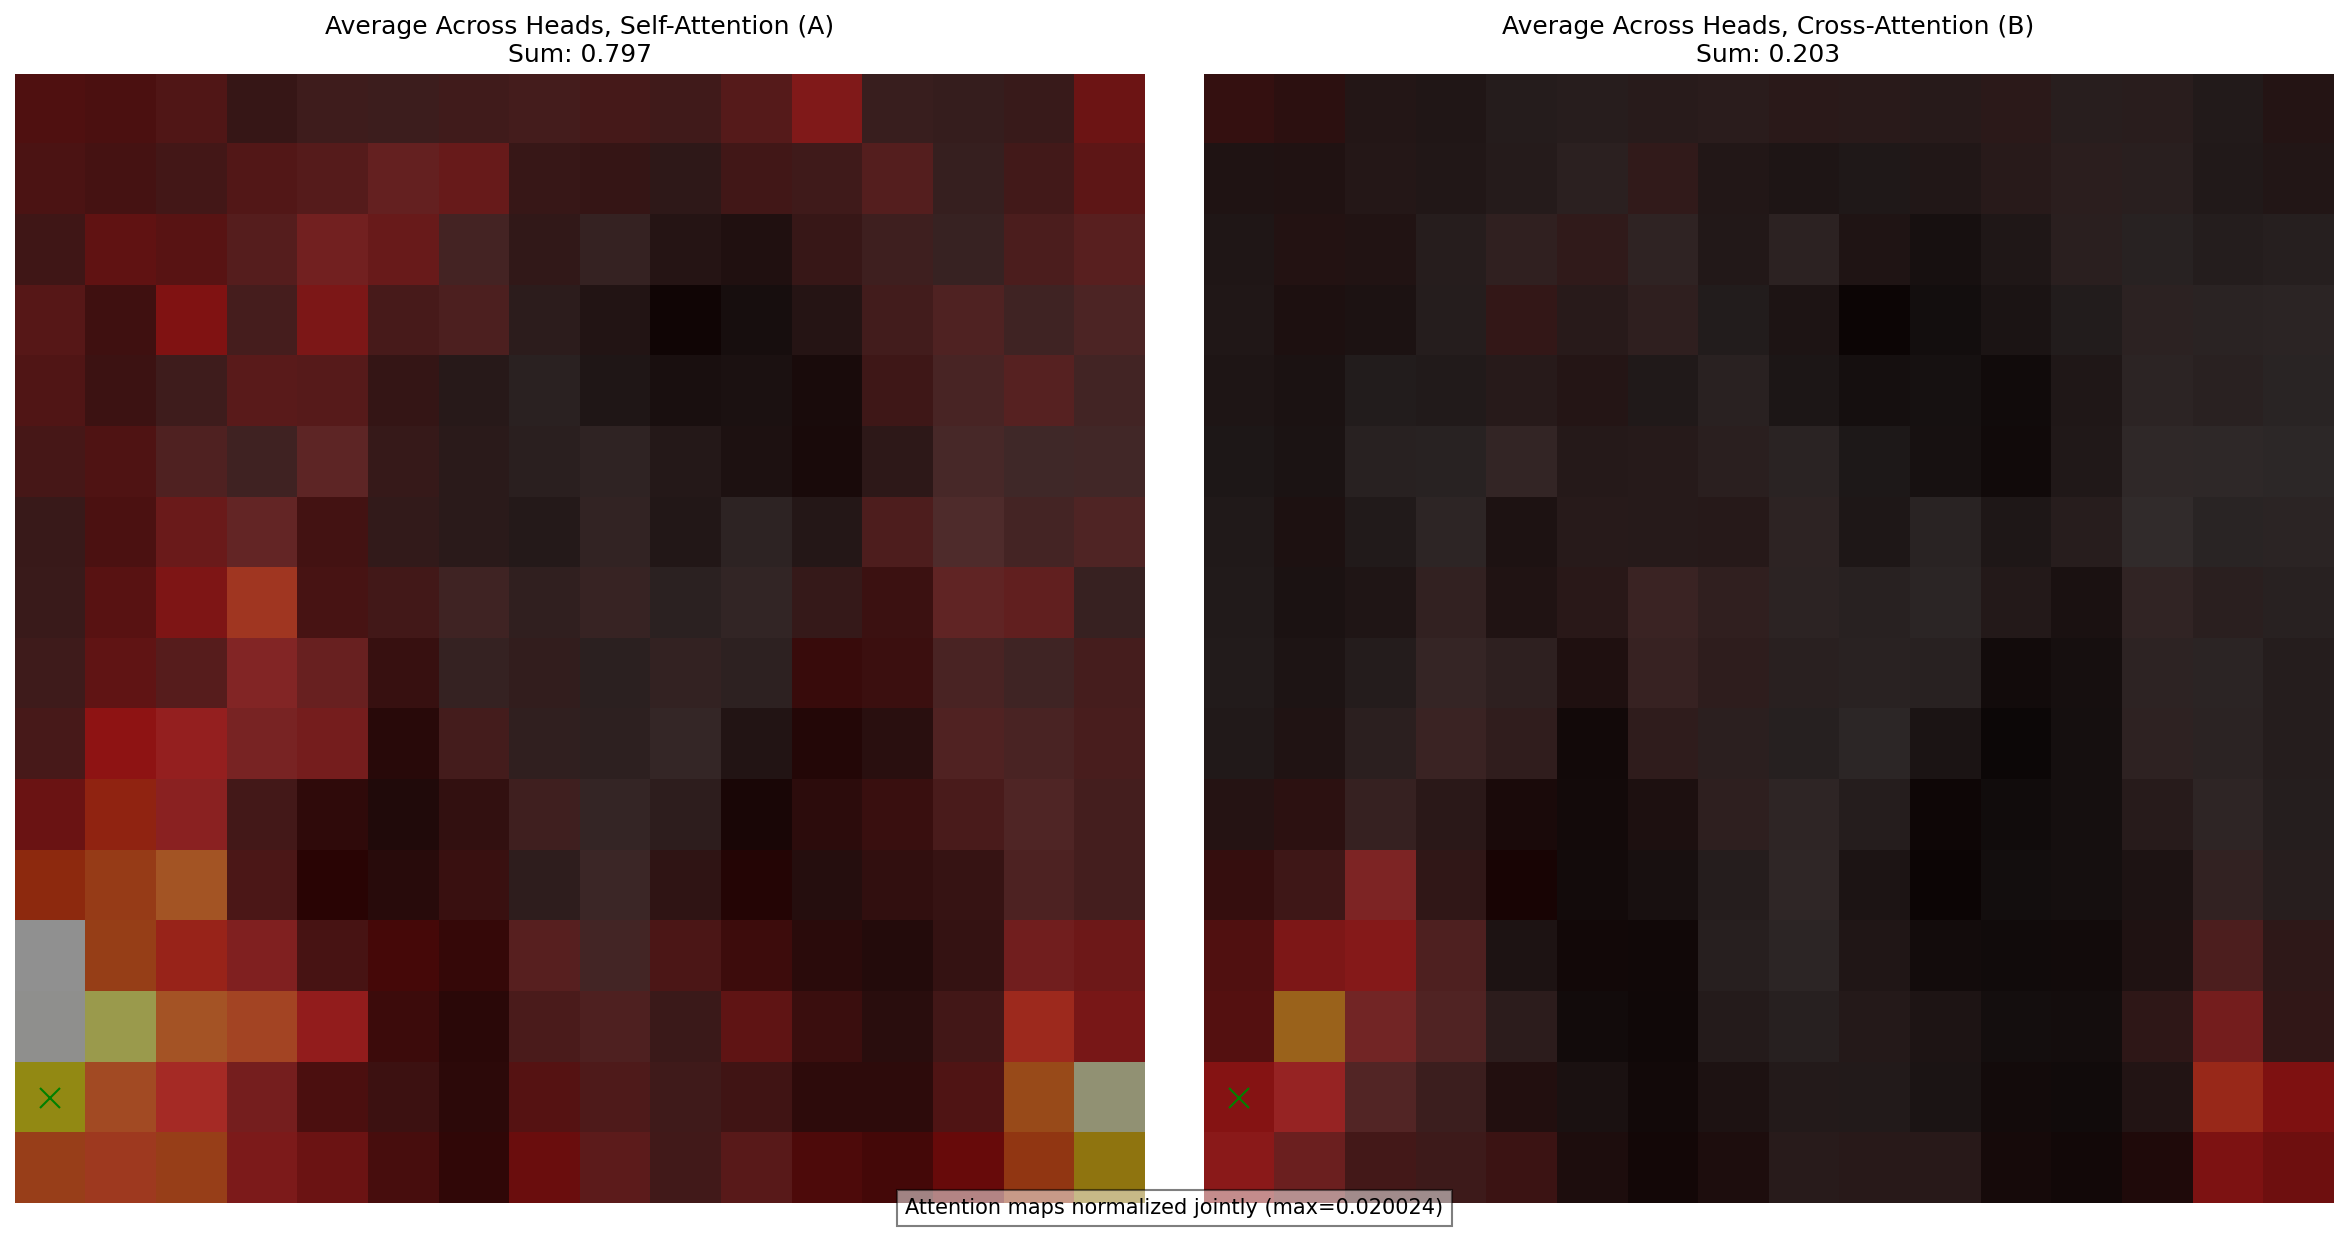 Average Across Heads, Self-Attention (A)
Sum: 0.797
Average Across Heads, Cross-Attention (B)
Sum: 0.203
Attention maps normalized jointly (max=0.020024)